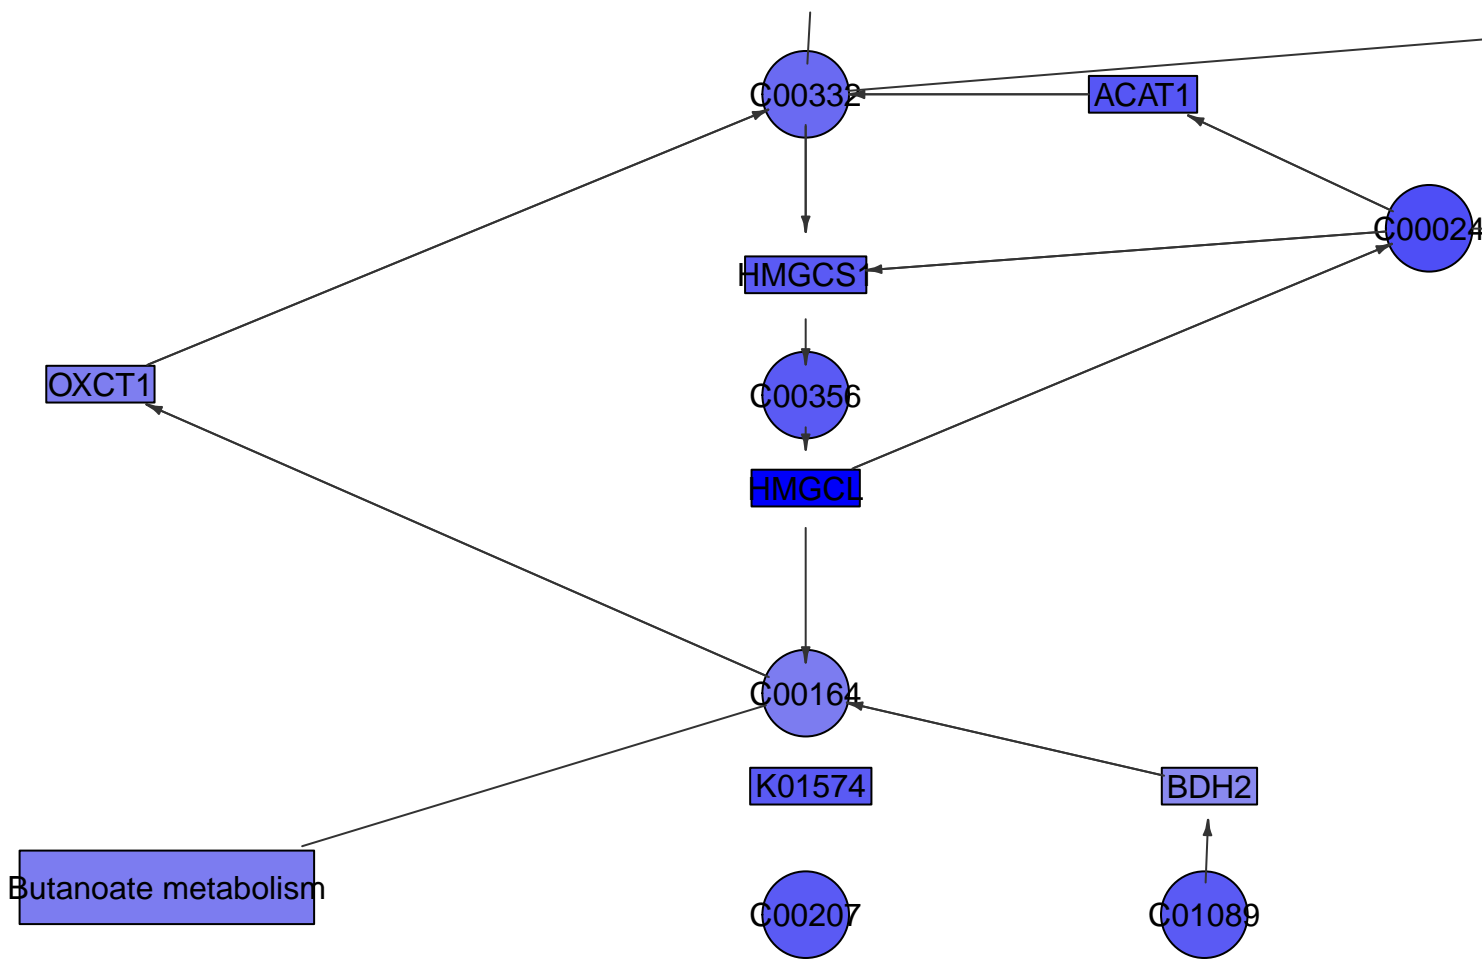 C00332
ACAT1
C00024
HMGCS1
OXCT1
C00356
HMGCL
C00164
K01574
BDH2
Butanoate metabolism
C00207
C01089